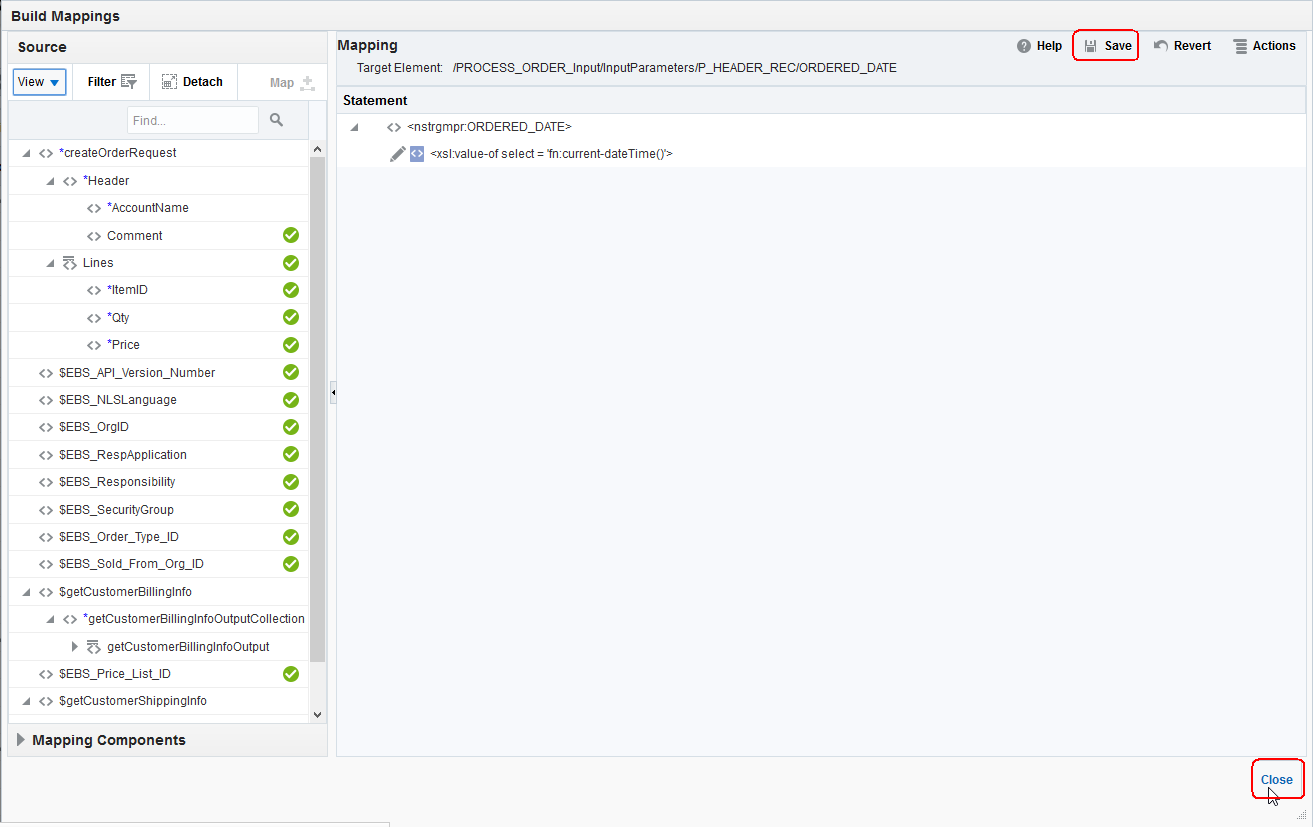 Build Mappings
Source
View
Filter
Detach
Map
Find...
*createOrderRequest
*Header
*AccountName
Comment
Lines
*ItemID
*Qty
*Price
$EBS_API_Version_Number
$EBS_NLSLanguage
$EBS_OrgID
$EBS_RespApplication
$EBS_Responsibility
$EBS_SecurityGroup
$EBS_Order_Type_ID
$EBS_Sold_From_Org_ID
$getCustomerBillingInfo
*getCustomerBillingInfoOutputCollection
getCustomerBillingInfoOutput
$EBS_Price_List_ID
$getCustomerShippingInfo
Mapping Components
Mapping
Help
Save
Revert
Actions
Target Element: /PROCESS_ORDER_Input/InputParameters/P_HEADER_REC/ORDERED_DATE
Statement
<nstrgmpr:ORDERED_DATE>
<xsl:value-of select = 'fn:current-dateTime()'>
Close